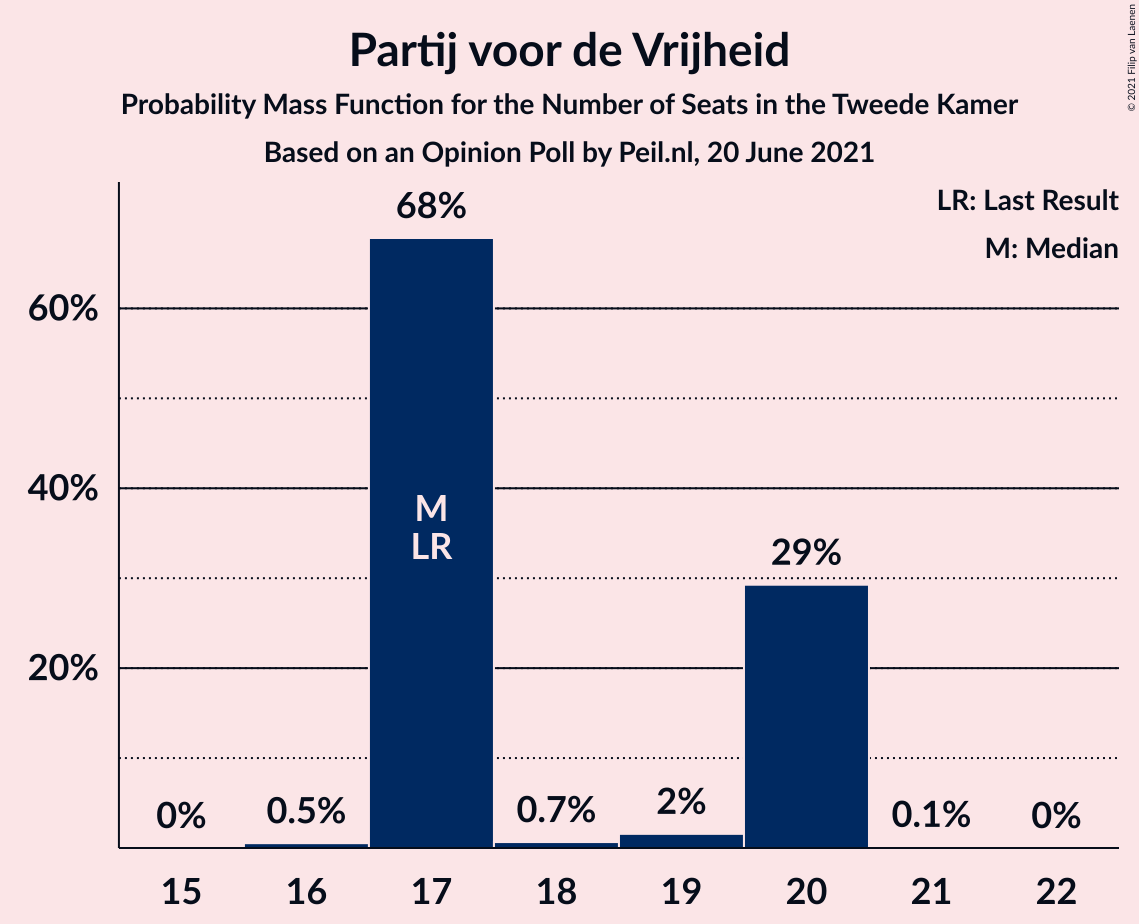 Partij voor de Vrijheid
Probability Mass Function for the Number of Seats in the Tweede Kamer
Based on an Opinion Poll by Peil.nl, 20 June 2021
© 2021 Filip van Laenen
LR: Last Result
M: Median
60%
40%
20%
0%
0.5%
68%
M
LR
0.7%
2%
29%
0.1%
0%
15
16
17
18
19
20
21
22